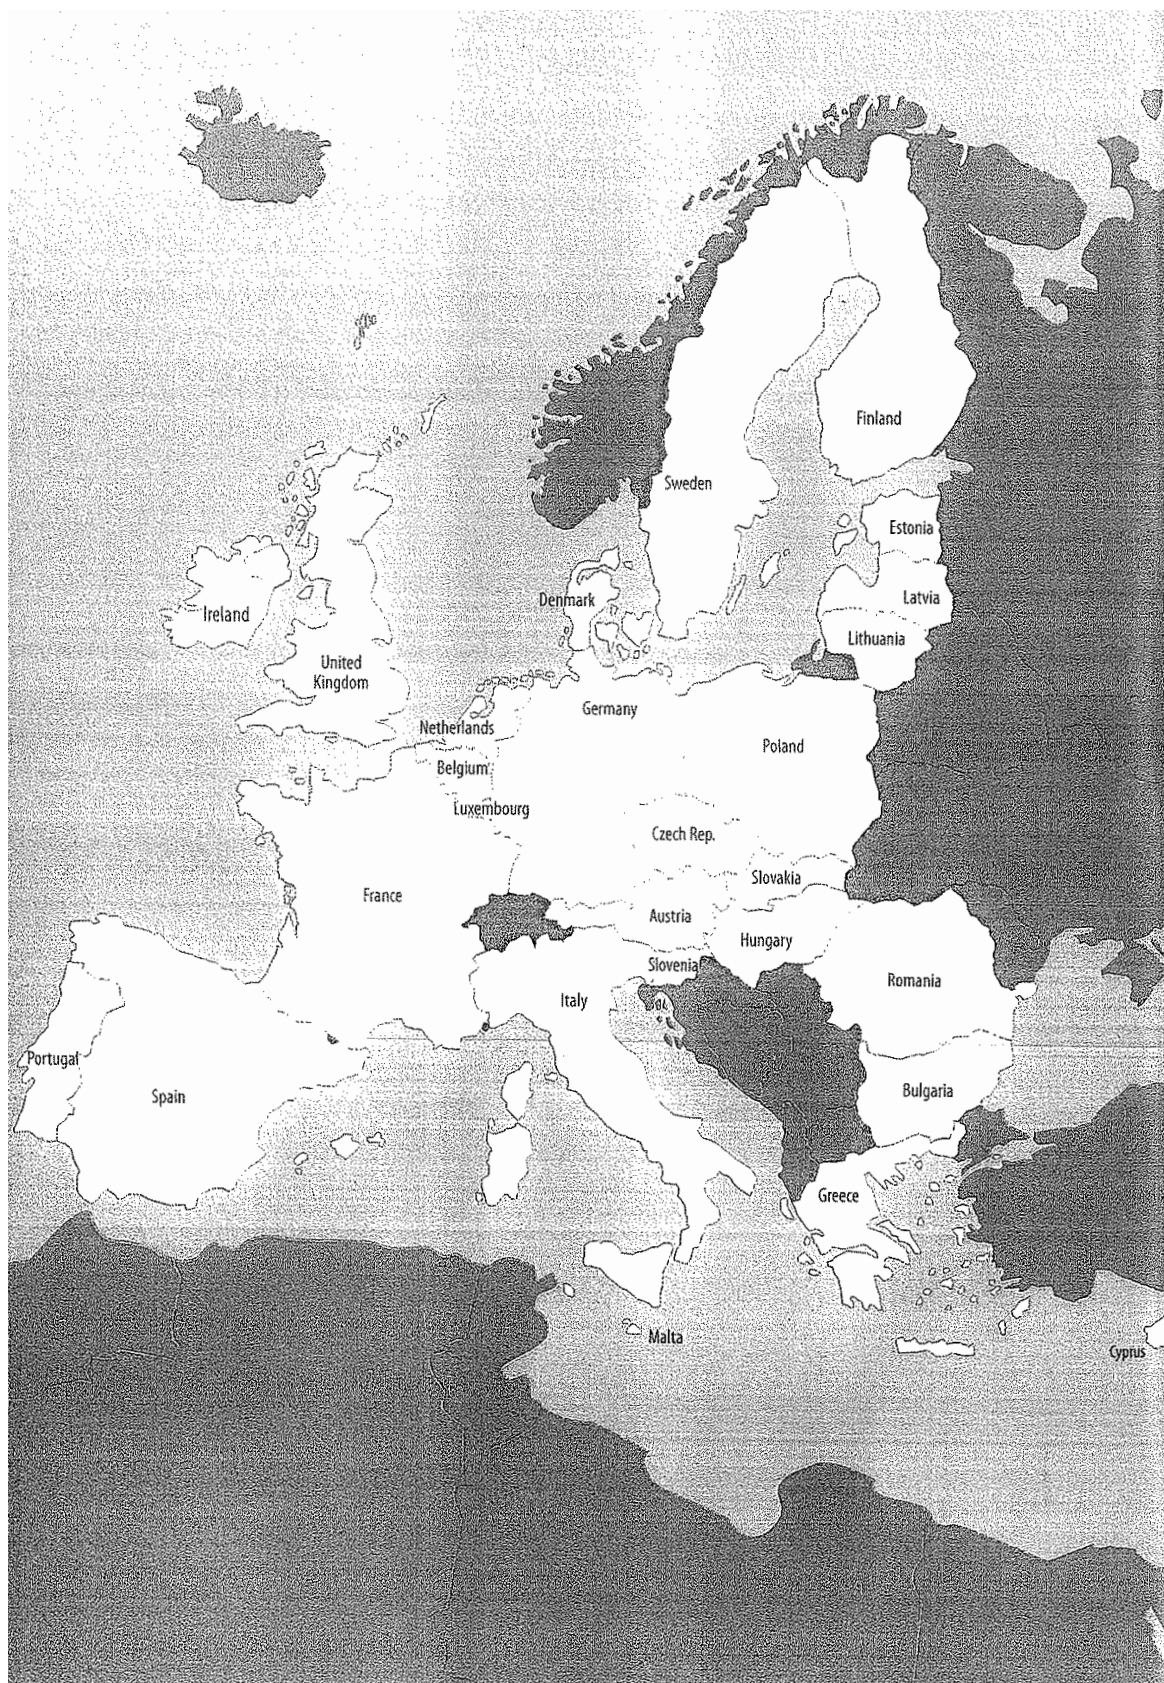 Finland
Sweden
Estonia
Latvia
Lithuania
Denmark
Ireland
United
Kingdom
Netherlands
Germany
Poland
Belgium
Luxembourg
Czech Rep.
Slovakia
France
Austria
Hungary
Slovenia
Romania
Italy
Portugal
Spain
Bulgaria
Greece
Malta
Cyprus